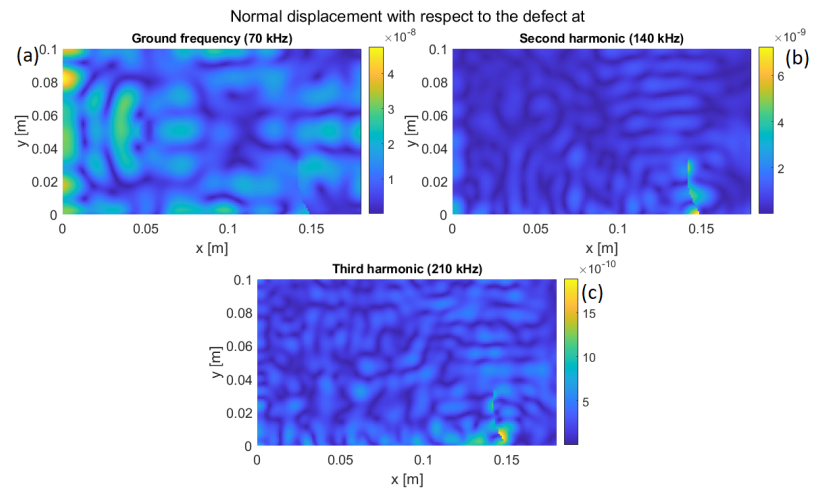 Normal displacement with respect to the defect at
(a)
Ground frequency (70 kHz)
×10⁻⁸
0.1
0.08
0.06
0.04
0.02
0
y [m]
0 0.05 0.1 0.15
x [m]
4
3
2
1
Second harmonic (140 kHz)
×10⁻⁹
(b)
0.1
0.08
0.06
0.04
0.02
0
y [m]
0 0.05 0.1 0.15
x [m]
6
4
2
Third harmonic (210 kHz)
×10⁻¹⁰
(c)
0.1
0.08
0.06
0.04
0.02
0
y [m]
0 0.05 0.1 0.15
x [m]
15
10
5